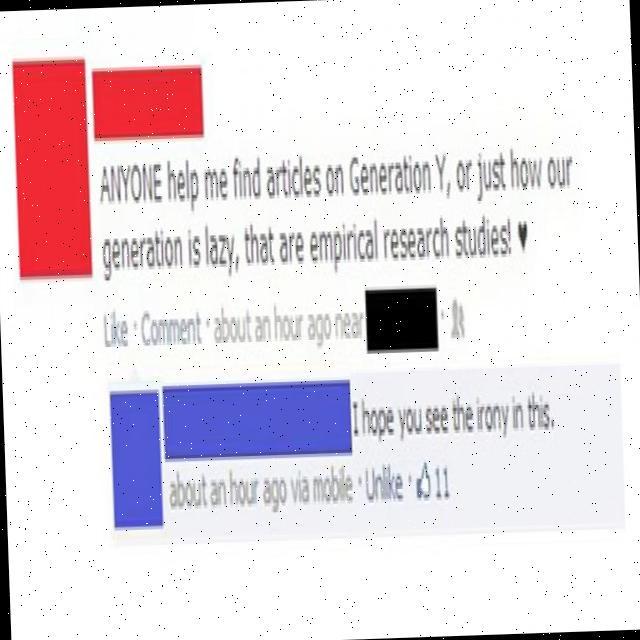 ANYONE help me find articles on Generation Y, or just how our
generation is lazy, that are empirical research studies! ♥
Like · Comment · about an hour ago near ·
I hope you see the irony in this.
about an hour ago via mobile · Unlike · 11